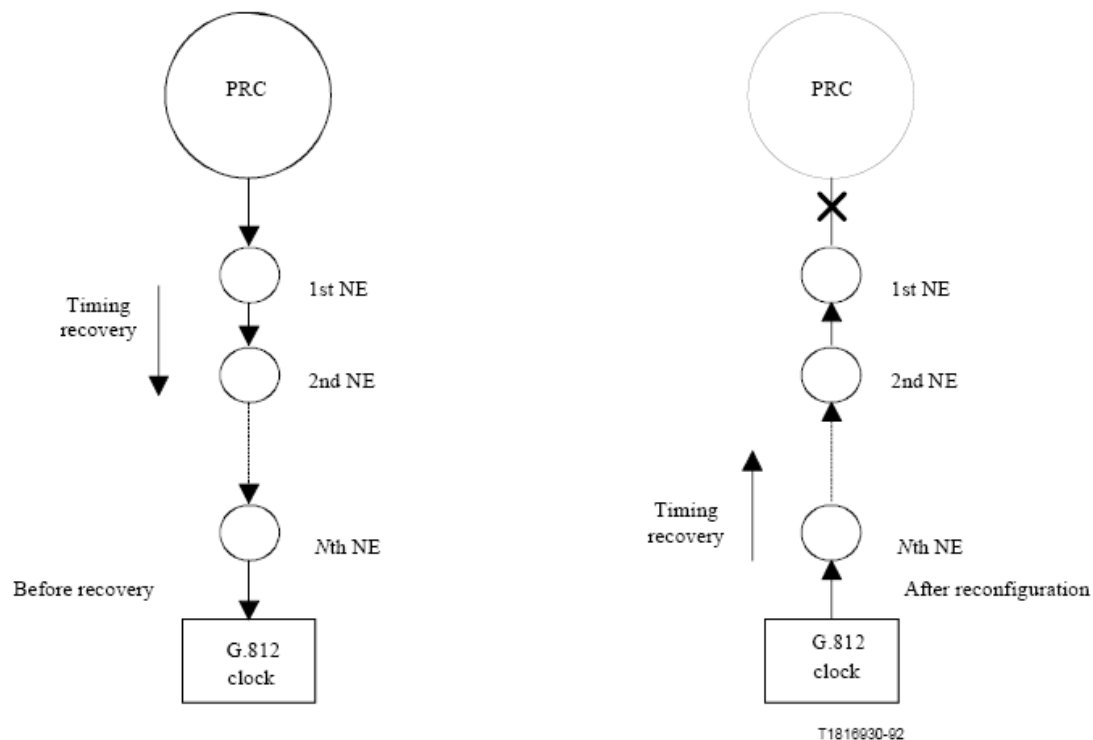 PRC
1st NE
Timing
recovery
2nd NE
Nth NE
Before recovery
G.812
clock
PRC
1st NE
2nd NE
Timing
recovery
Nth NE
After reconfiguration
G.812
clock
T1816930-92